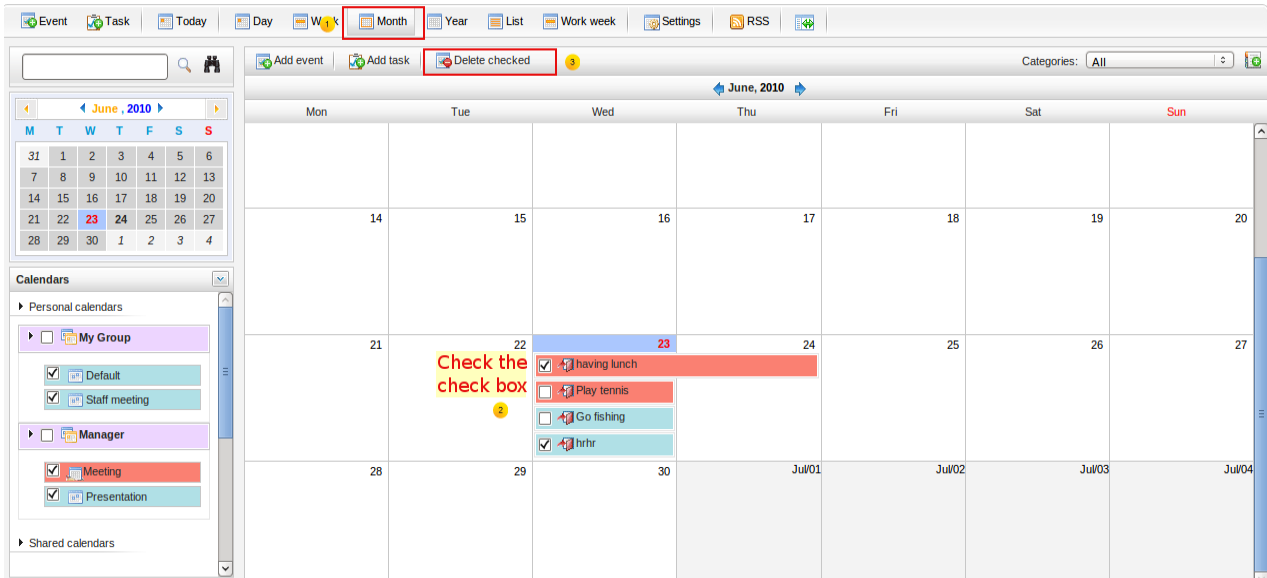 Event Task Today Day W k 1 Month Year List Work week Settings RSS
Add event Add task Delete checked 3 Categories: All
June, 2010
Mon Tue Wed Thu Fri Sat Sun
June , 2010
M T W T F S S
31 1 2 3 4 5 6
7 8 9 10 11 12 13
14 15 16 17 18 19 20
21 22 23 24 25 26 27
28 29 30 1 2 3 4
Calendars
Personal calendars
My Group
Default
Staff meeting
Manager
Meeting
Presentation
Shared calendars
14 15 16 17 18 19 20
21 22 23 24 25 26 27
Check the
check box
2
having lunch
Play tennis
Go fishing
hrhr
28 29 30 Jul/01 Jul/02 Jul/03 Jul/04